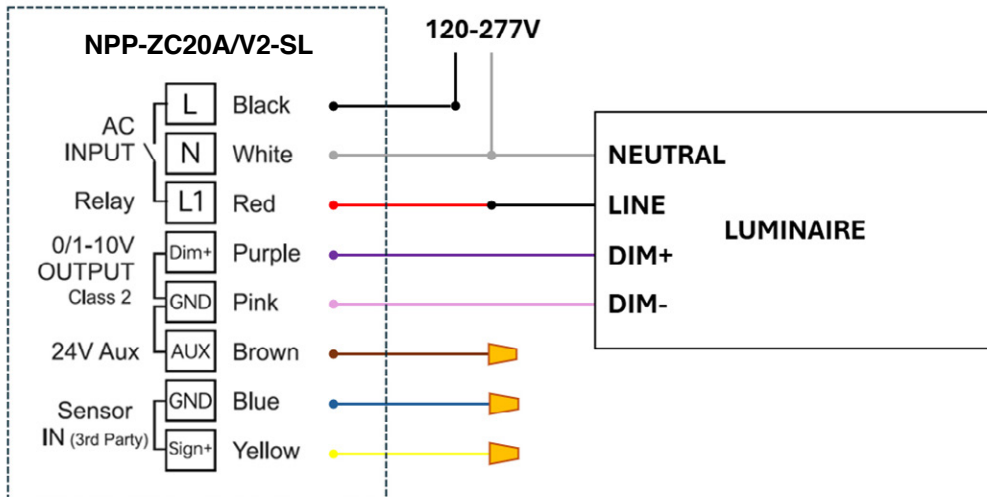 NPP-ZC20A/V2-SL
120-277V
AC
INPUT
L
Black
N
White
Relay
L1
Red
0/1-10V
OUTPUT
Class 2
Dim+
Purple
GND
Pink
24V Aux
AUX
Brown
Sensor
IN (3rd Party)
GND
Blue
Sign+
Yellow
NEUTRAL
LINE
LUMINAIRE
DIM+
DIM-